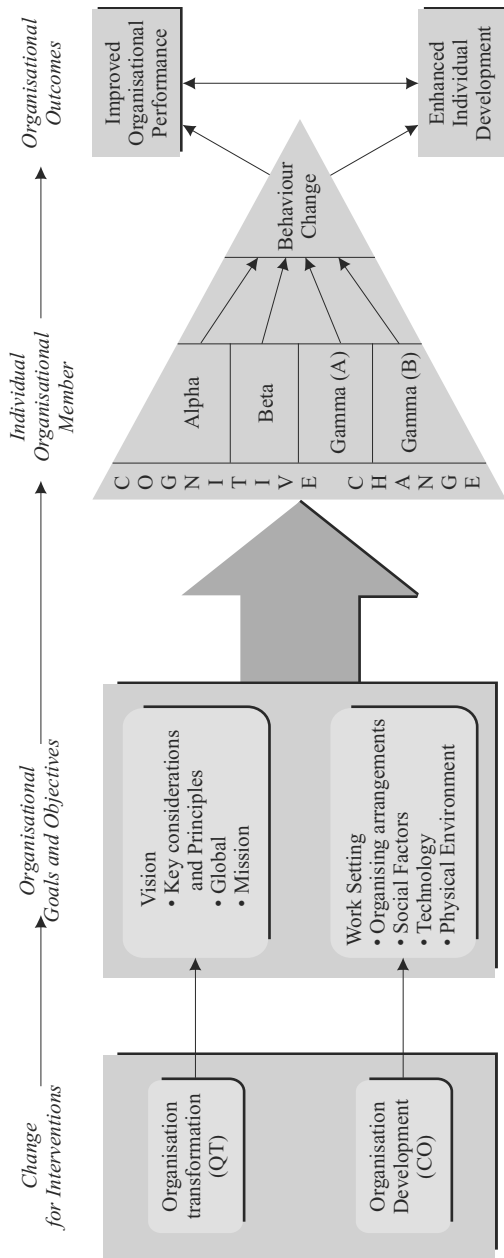 Change
for Interventions
Organisational
Goals and Objectives
Individual
Organisational
Member
Organisational
Outcomes
Organisation
transformation
(QT)
Organisation
Development
(CO)
Vision
• Key considerations
and Principles
• Global
• Mission
Work Setting
• Organising arrangements
• Social Factors
• Technology
• Physical Environment
COGNITIVE CHANGE
Alpha
Beta
Gamma (A)
Gamma (B)
Behaviour
Change
Improved
Organisational
Performance
Enhanced
Individual
Development